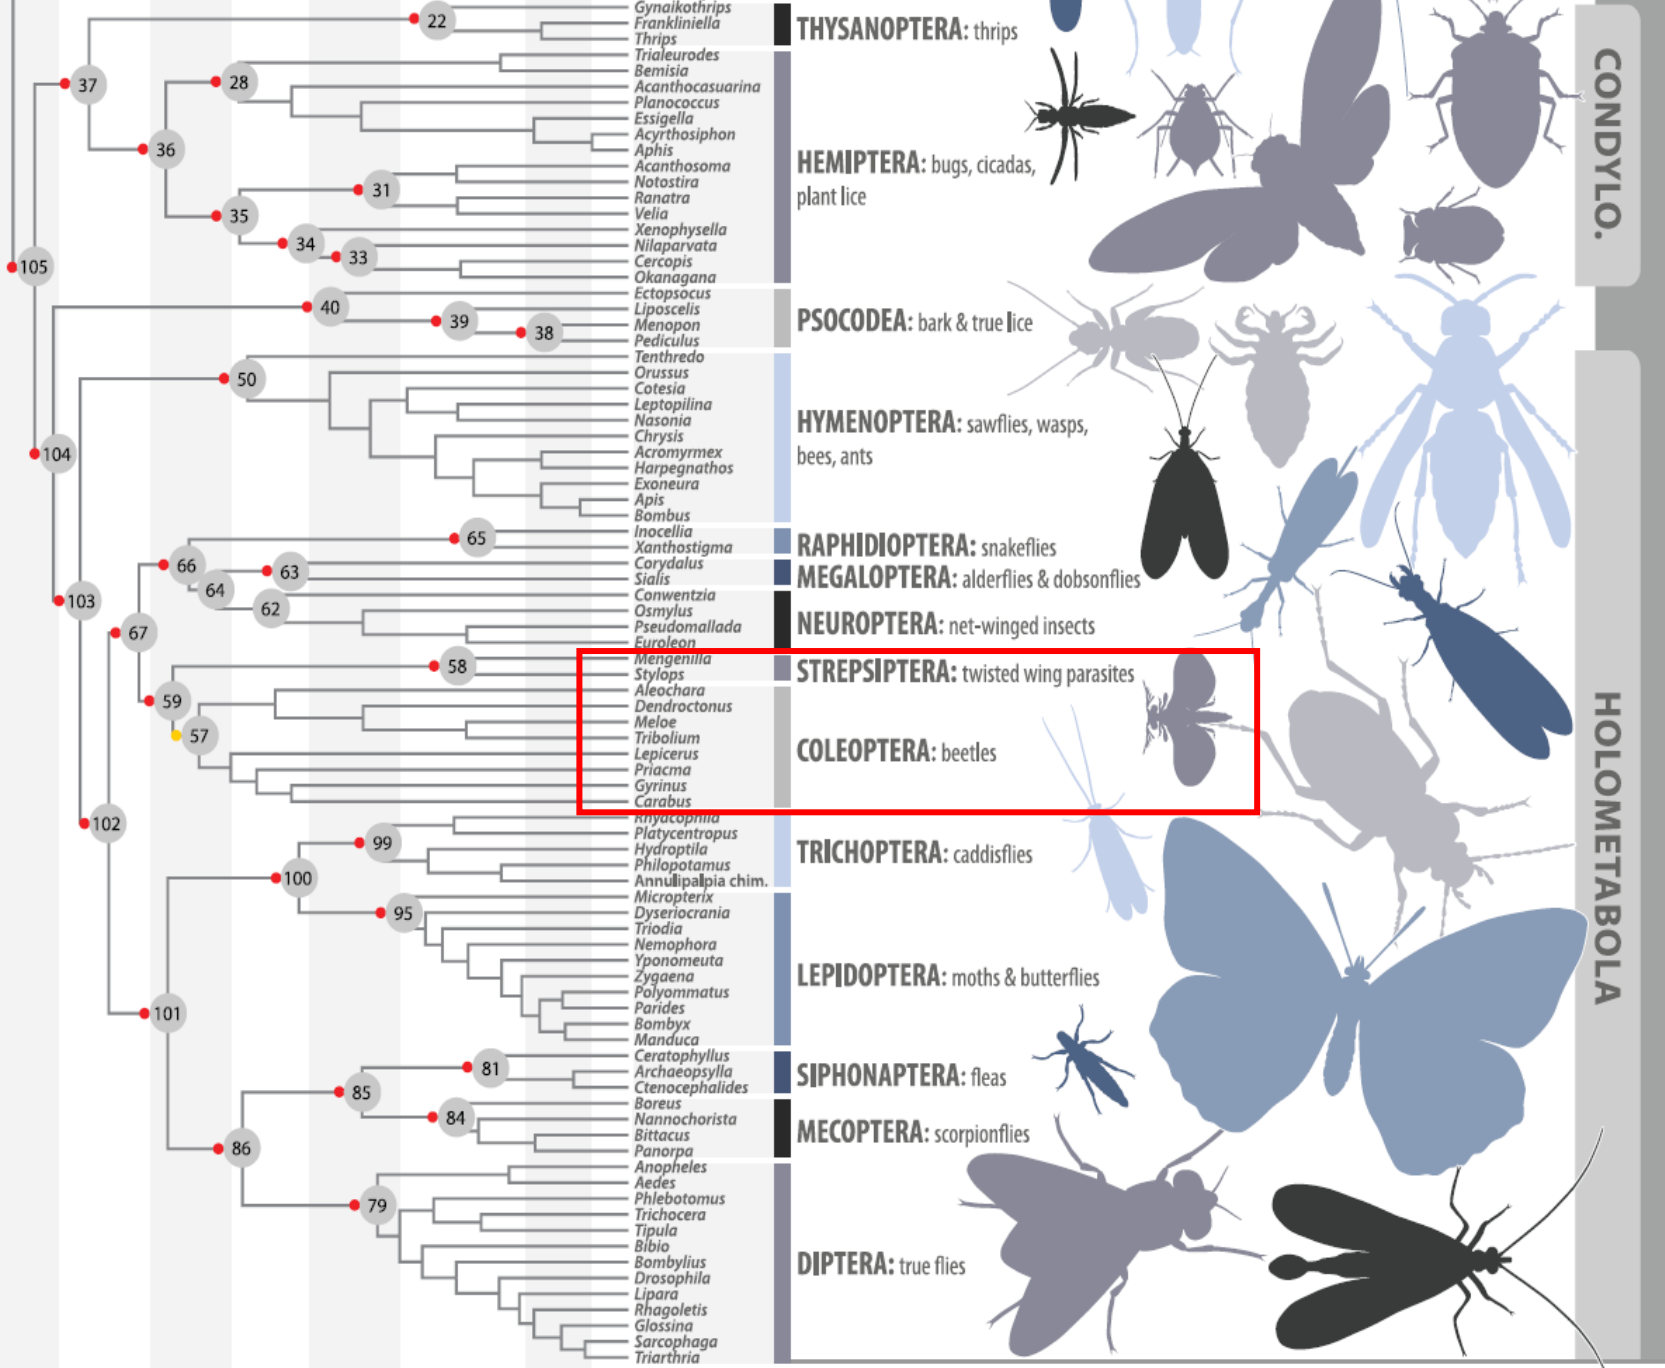 Gynaikothrips
Frankliniella
Thrips
22
THYSANOPTERA: thrips
Trialeurodes
Bemisia
Acanthocasuarina
Planococcus
Essigella
Acyrthosiphon
Aphis
Acanthosoma
Notostira
Ranatra
Velia
Xenophysella
Nilaparvata
Cercopis
Okanagana
37
28
36
31
35
34
33
105
HEMIPTERA: bugs, cicadas,
plant lice
CONDYLO.
Ectopsocus
Liposcelis
Menopon
Pediculus
40
39
38
PSOCODEA: bark & true lice
Tenthredo
Orussus
Cotesia
Leptopilina
Nasonia
Chrysis
Acromyrmex
Harpegnathos
Exoneura
Apis
Bombus
50
104
HYMENOPTERA: sawflies, wasps,
bees, ants
Inocellia
Xanthostigma
65
RAPHIDIOPTERA: snakeflies
Corydalus
Sialis
66
63
MEGALOPTERA: alderflies & dobsonflies
Conwentzia
Osmylus
Pseudomallada
Euroleon
64
62
103
67
NEUROPTERA: net-winged insects
Mengenilla
Stylops
58
STREPSIPTERA: twisted wing parasites
Aleochara
Dendroctonus
Meloe
Tribolium
Lepicerus
Priacma
Gyrinus
Carabus
59
57
COLEOPTERA: beetles
HOLOMETABOLA
Rhyacophila
Platycentropus
Hydroptila
Philopotamus
Annulipalpia chim.
102
99
100
TRICHOPTERA: caddisflies
Micropterix
Dyseriocrania
Triodia
Nemophora
Yponomeuta
Zygaena
Polyommatus
Parides
Bombyx
Manduca
95
101
LEPIDOPTERA: moths & butterflies
Ceratophyllus
Archaeopsylla
Ctenocephalides
81
85
SIPHONAPTERA: fleas
Boreus
Nannochorista
Bittacus
Panorpa
84
86
MECOPTERA: scorpionflies
Anopheles
Aedes
Phlebotomus
Trichocera
Tipula
Bibio
Bombylius
Drosophila
Lipara
Rhagoletis
Glossina
Sarcophaga
Triarthria
79
DIPTERA: true flies